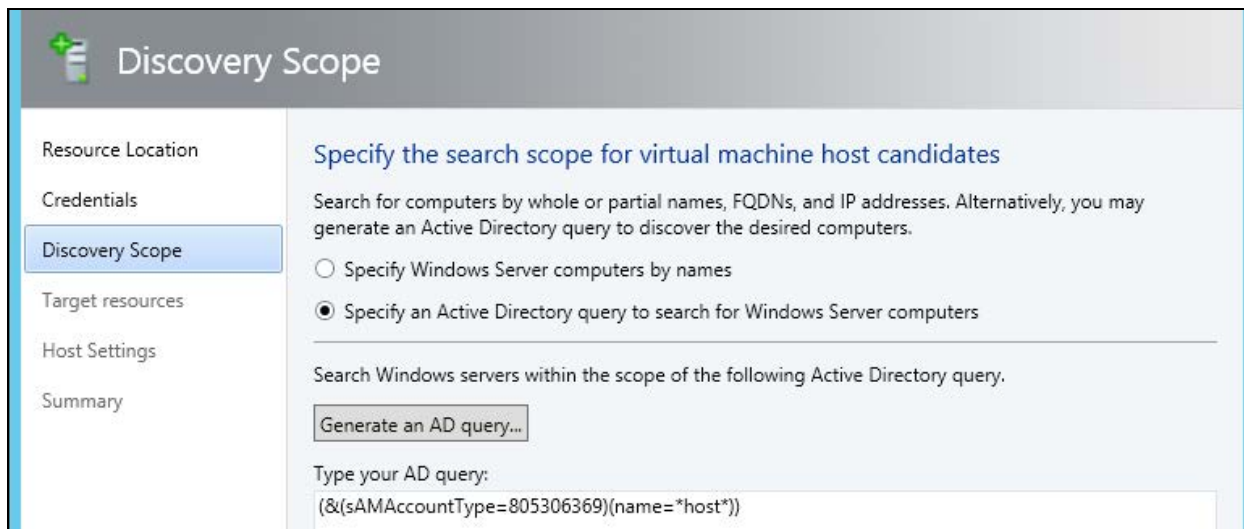 Discovery Scope
Resource Location
Credentials
Discovery Scope
Target resources
Host Settings
Summary
Specify the search scope for virtual machine host candidates
Search for computers by whole or partial names, FQDNs, and IP addresses. Alternatively, you may
generate an Active Directory query to discover the desired computers.
Specify Windows Server computers by names
Specify an Active Directory query to search for Windows Server computers
Search Windows servers within the scope of the following Active Directory query.
Generate an AD query...
Type your AD query:
(&(sAMAccountType=805306369)(name=*host*))